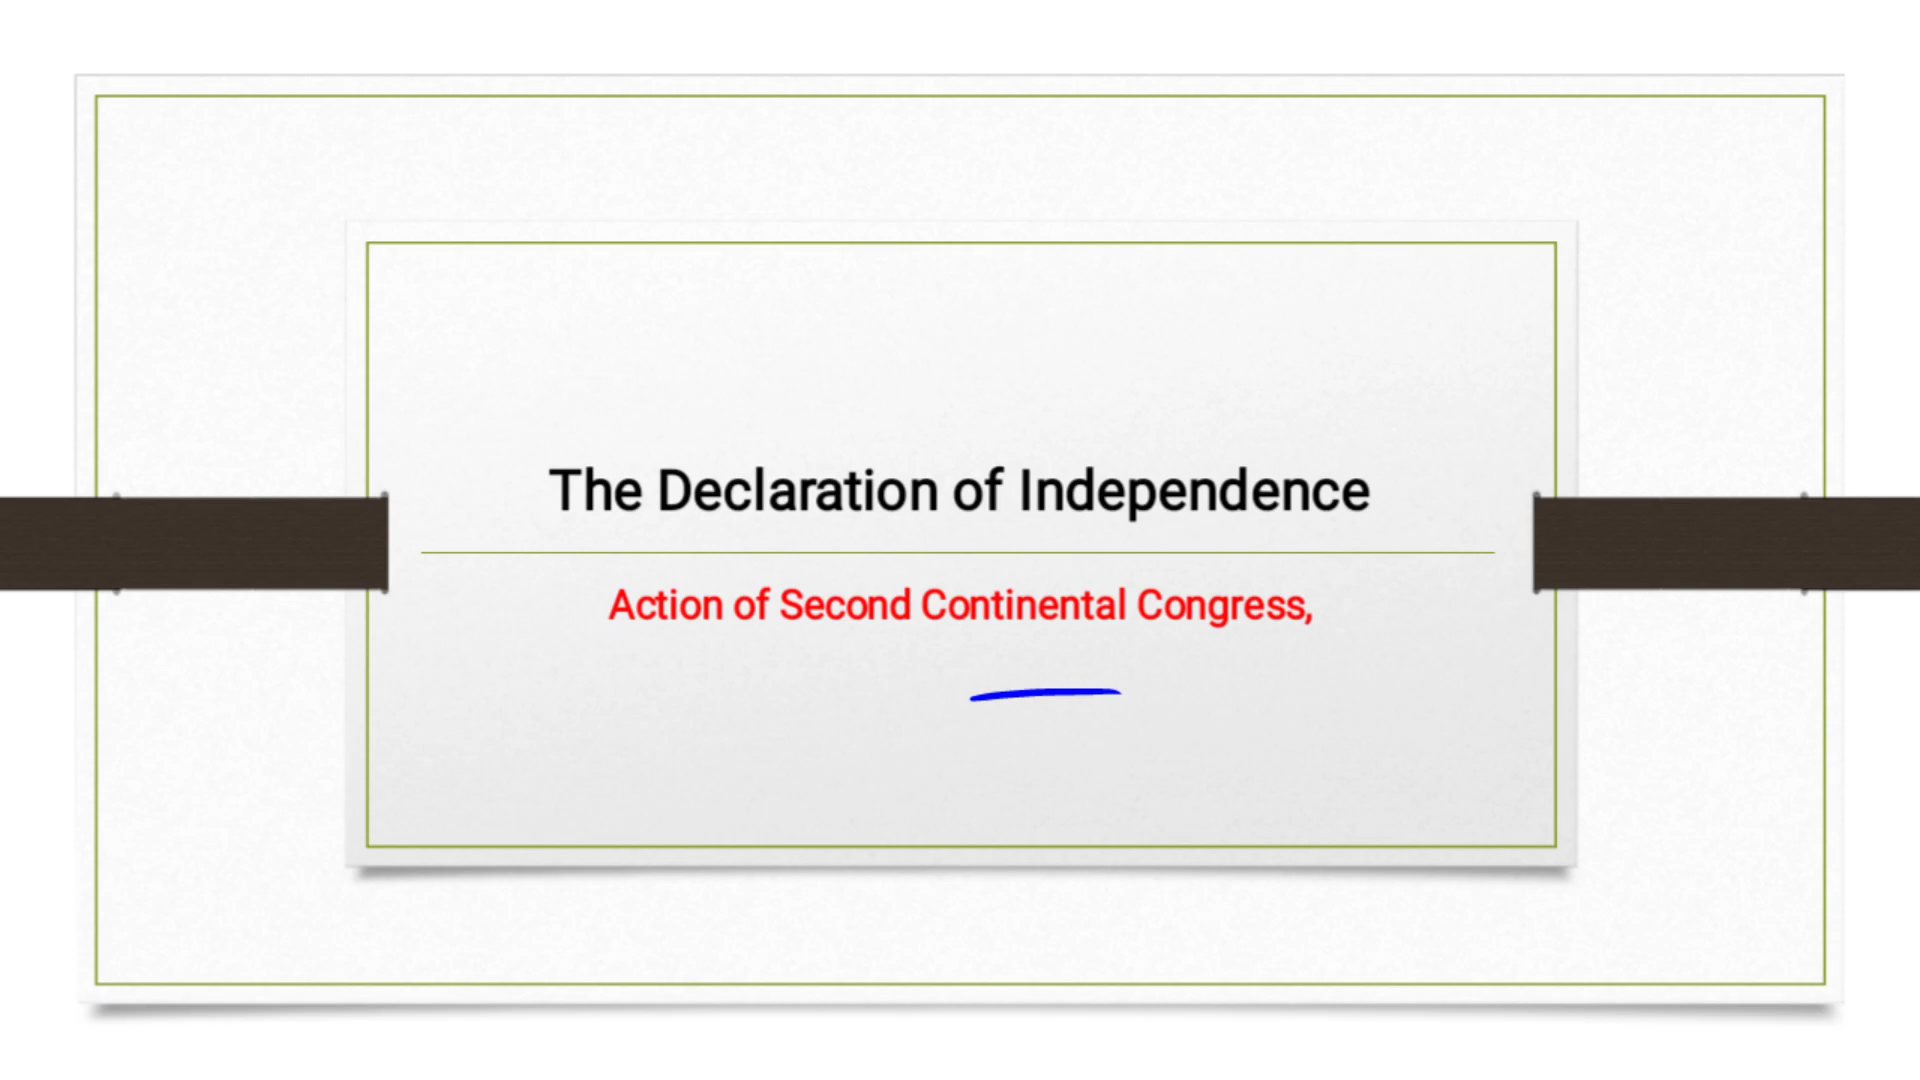 The Declaration of Independence
Action of Second Continental Congress,